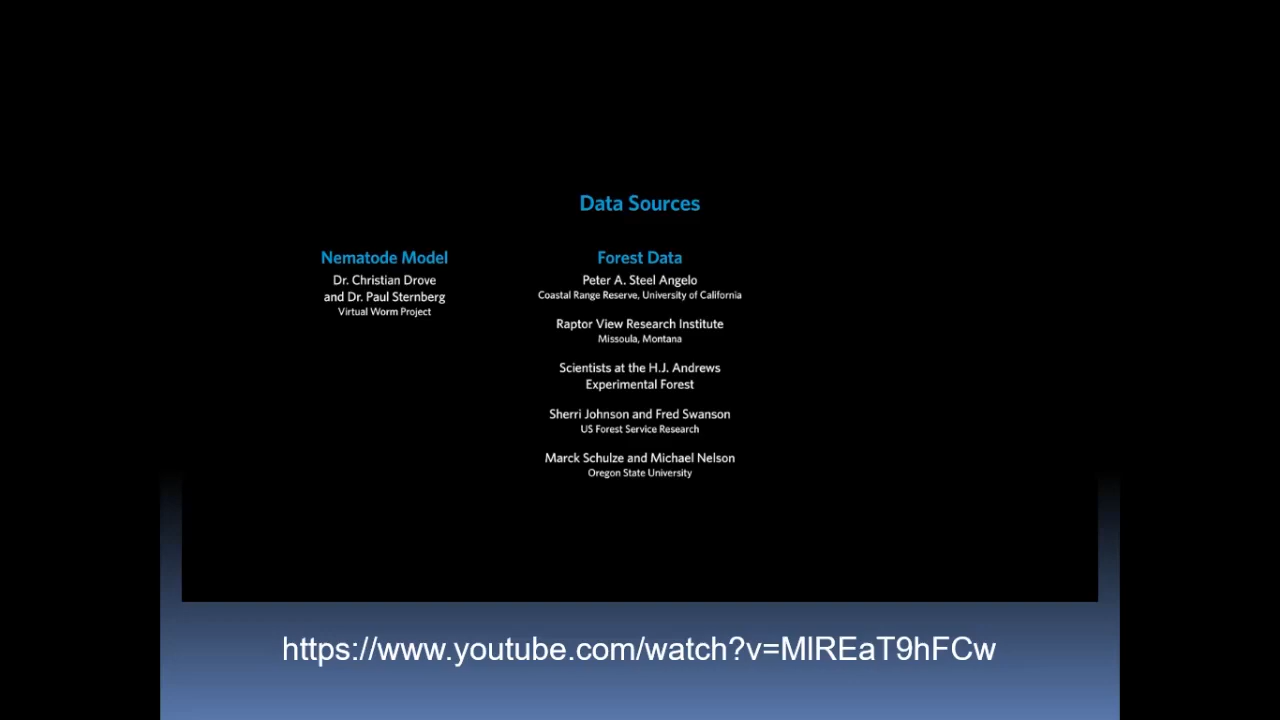 Data Sources
Nematode Model
Dr. Christian Drove
and Dr. Paul Sternberg
Virtual Worm Project
Forest Data
Peter A. Steel Angelo
Coastal Range Reserve, University of California
Raptor View Research Institute
Missoula, Montana
Scientists at the H.J. Andrews
Experimental Forest
Sherri Johnson and Fred Swanson
US Forest Service Research
Marck Schulze and Michael Nelson
Oregon State University
https://www.youtube.com/watch?v=MlREaT9hFCw